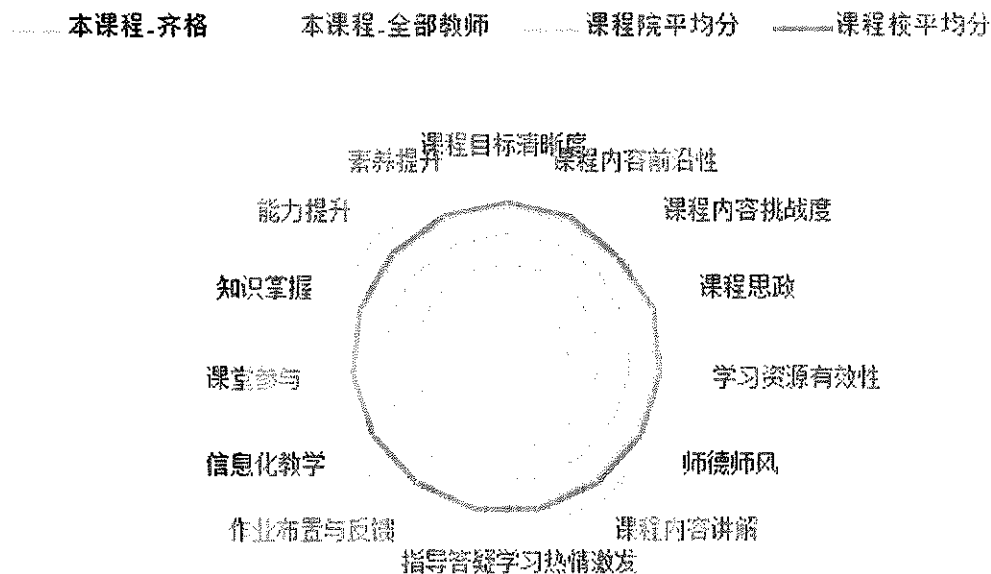 本课程-齐格 本课程-全部教师 课程院平均分 课程校平均分
课程目标清晰度
素养提升 课程内容前沿性
能力提升 课程内容挑战度
知识掌握 课程思政
课堂参与 学习资源有效性
信息化教学 师德师风
作业布置与反馈 课程内容讲解
指导答疑学习热情激发